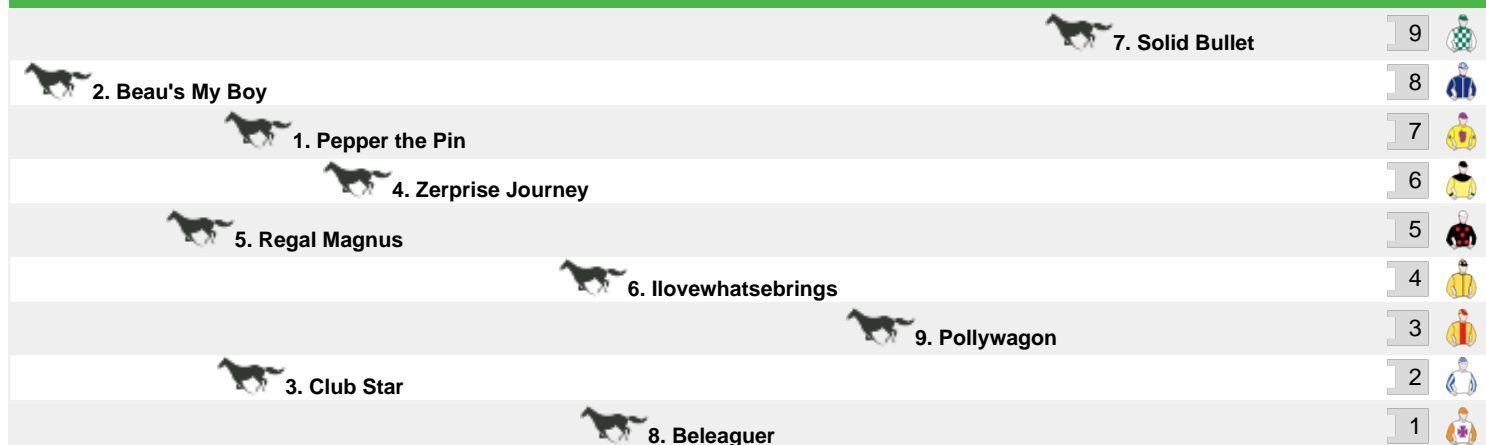 7. Solid Bullet 9
2. Beau's My Boy 8
1. Pepper the Pin 7
4. Zerprise Journey 6
5. Regal Magnus 5
6. Ilovewhatsebrings 4
9. Pollywagon 3
3. Club Star 2
8. Beleaguer 1